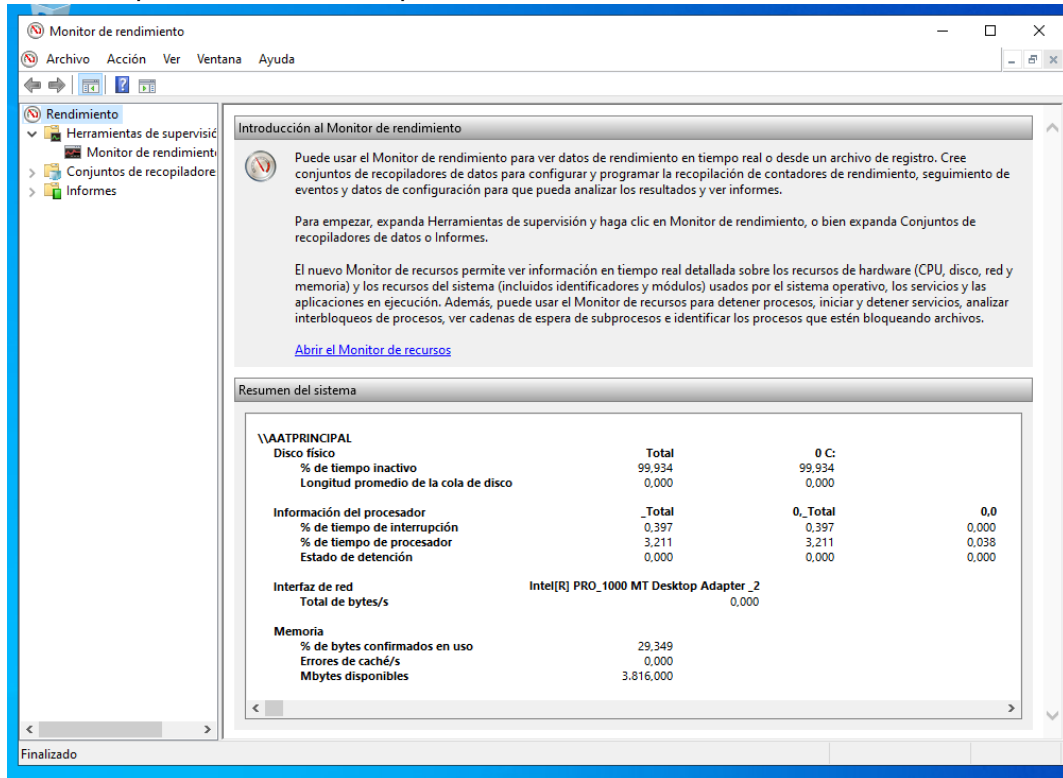 Monitor de rendimiento
Archivo Acción Ver Ventana Ayuda
Rendimiento
Herramientas de supervisió
Monitor de rendimient
Conjuntos de recopiladore
Informes
Introducción al Monitor de rendimiento
Puede usar el Monitor de rendimiento para ver datos de rendimiento en tiempo real o desde un archivo de registro. Cree
conjuntos de recopiladores de datos para configurar y programar la recopilación de contadores de rendimiento, seguimiento de
eventos y datos de configuración para que pueda analizar los resultados y ver informes.
Para empezar, expanda Herramientas de supervisión y haga clic en Monitor de rendimiento, o bien expanda Conjuntos de
recopiladores de datos o Informes.
El nuevo Monitor de recursos permite ver información en tiempo real detallada sobre los recursos de hardware (CPU, disco, red y
memoria) y los recursos del sistema (incluidos identificadores y módulos) usados por el sistema operativo, los servicios y las
aplicaciones en ejecución. Además, puede usar el Monitor de recursos para detener procesos, iniciar y detener servicios, analizar
interbloqueos de procesos, ver cadenas de espera de subprocesos e identificar los procesos que estén bloqueando archivos.
Abrir el Monitor de recursos
Resumen del sistema
\\AATPRINCIPAL
Disco físico Total 0 C:
% de tiempo inactivo 99,934 99,934
Longitud promedio de la cola de disco 0,000 0,000
Información del procesador _Total 0,_Total 0,0
% de tiempo de interrupción 0,397 0,397 0,000
% de tiempo de procesador 3,211 3,211 0,038
Estado de detención 0,000 0,000 0,000
Interfaz de red Intel[R] PRO_1000 MT Desktop Adapter _2
Total de bytes/s 0,000
Memoria
% de bytes confirmados en uso 29,349
Errores de caché/s 0,000
Mbytes disponibles 3.816,000
Finalizado